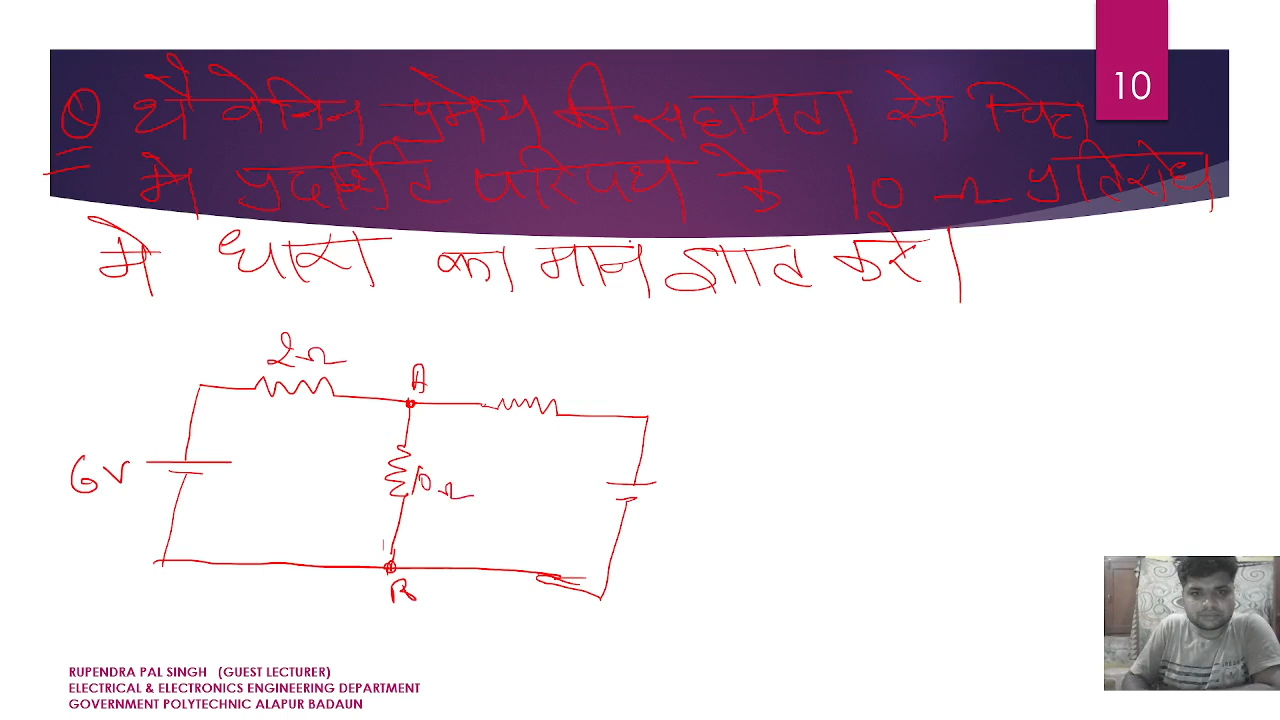 10
Q थैवेनिन प्रमेय की सहायता से चित्र
मे प्रदर्शित परिपथ के 10 Ω प्रतिरोध
मे धारा का मान ज्ञात करे।
2Ω
A
6V
10Ω
B
RUPENDRA PAL SINGH (GUEST LECTURER)
ELECTRICAL & ELECTRONICS ENGINEERING DEPARTMENT
GOVERNMENT POLYTECHNIC ALAPUR BADAUN